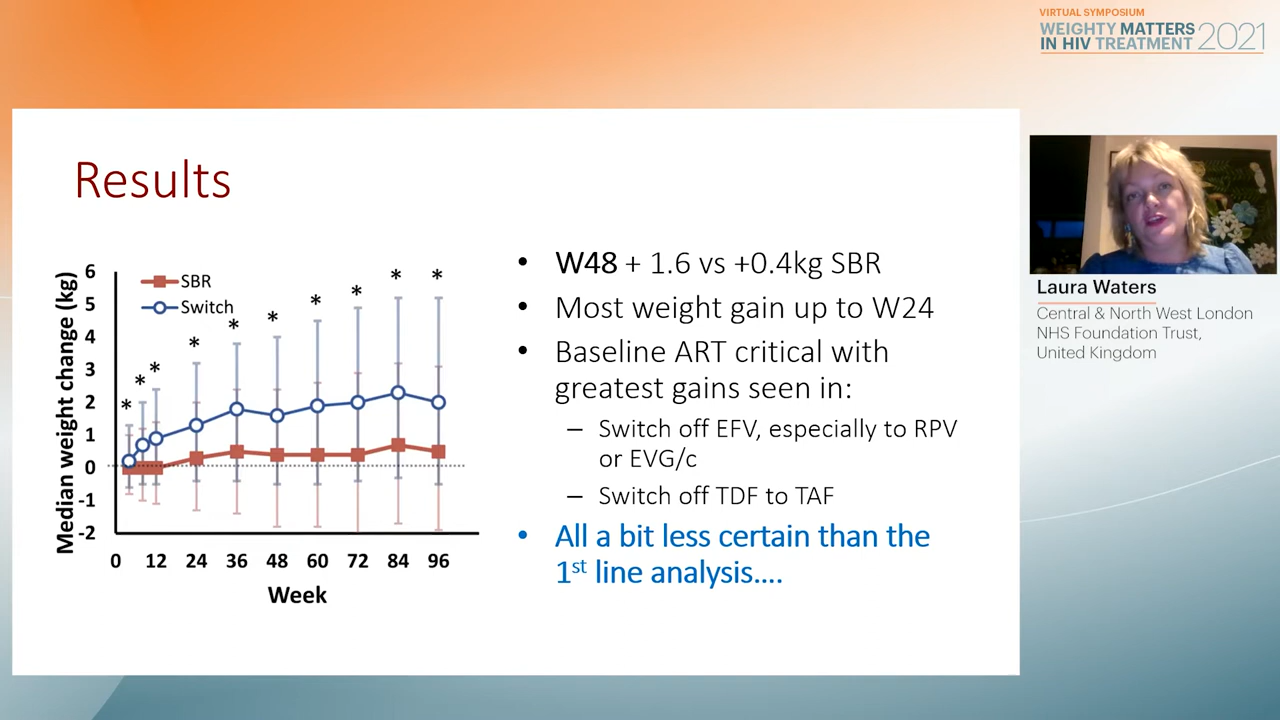 VIRTUAL SYMPOSIUM
WEIGHTY MATTERS
IN HIV TREATMENT 2021
Results
6
5
4
3
2
1
0
-1
-2
Median weight change (kg)
SBR
Switch
* * * * * * * * * *
0 12 24 36 48 60 72 84 96
Week
• W48 + 1.6 vs +0.4kg SBR
• Most weight gain up to W24
• Baseline ART critical with
greatest gains seen in:
– Switch off EFV, especially to RPV
or EVG/c
– Switch off TDF to TAF
• All a bit less certain than the
1st line analysis....
Laura Waters
Central & North West London
NHS Foundation Trust,
United Kingdom